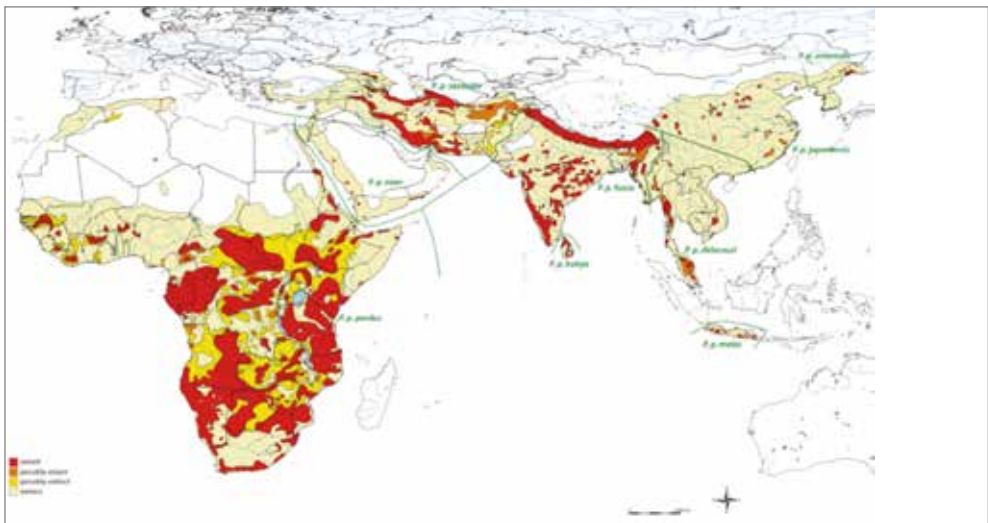 P. p. orientalis
P. p. saxicolor
P. p. japonensis
P. p. nimr
P. p. fusca
P. p. delacouri
P. p. kotiya
P. p. pardus
P. p. melas
extant
possibly extant
possibly extinct
extinct